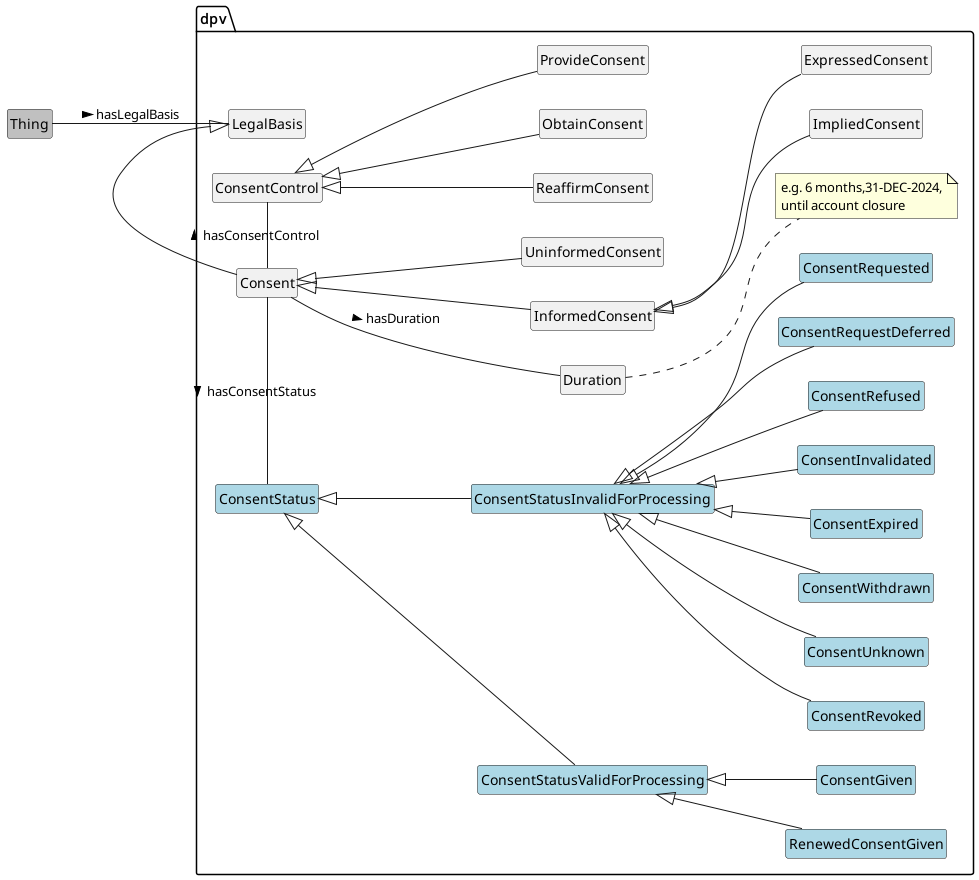 dpv
ProvideConsent
ExpressedConsent
Thing
hasLegalBasis
LegalBasis
ObtainConsent
ImpliedConsent
ConsentControl
ReaffirmConsent
e.g. 6 months,31-DEC-2024,
until account closure
hasConsentControl
UninformedConsent
Consent
ConsentRequested
hasDuration
InformedConsent
ConsentRequestDeferred
Duration
hasConsentStatus
ConsentRefused
ConsentInvalidated
ConsentStatus
ConsentStatusInvalidForProcessing
ConsentExpired
ConsentWithdrawn
ConsentUnknown
ConsentRevoked
ConsentStatusValidForProcessing
ConsentGiven
RenewedConsentGiven